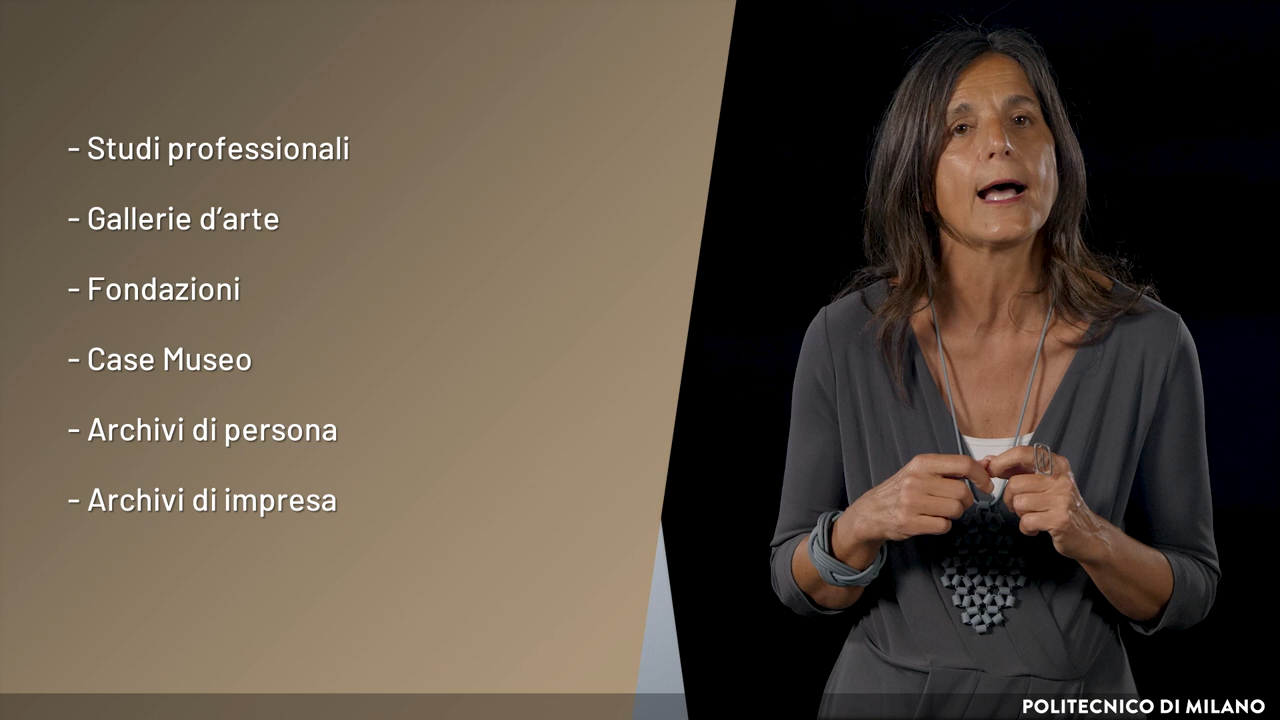 - Studi professionali
- Gallerie d’arte
- Fondazioni
- Case Museo
- Archivi di persona
- Archivi di impresa
POLITECNICO DI MILANO